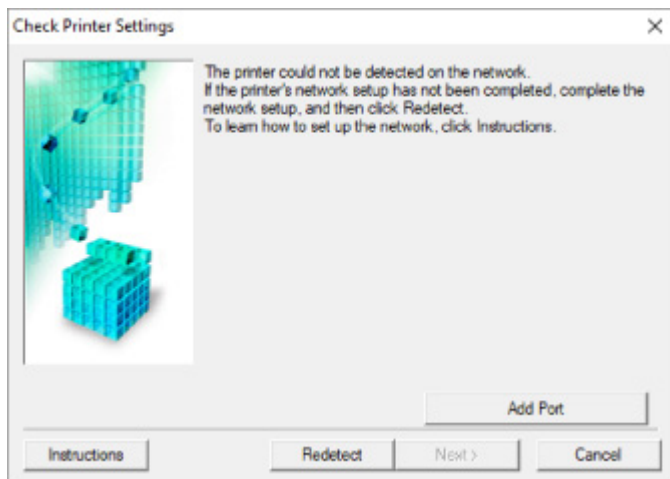 Check Printer Settings
The printer could not be detected on the network.
If the printer's network setup has not been completed, complete the
network setup, and then click Redetect.
To learn how to set up the network, click Instructions.
Add Port
Instructions
Redetect
Next >
Cancel